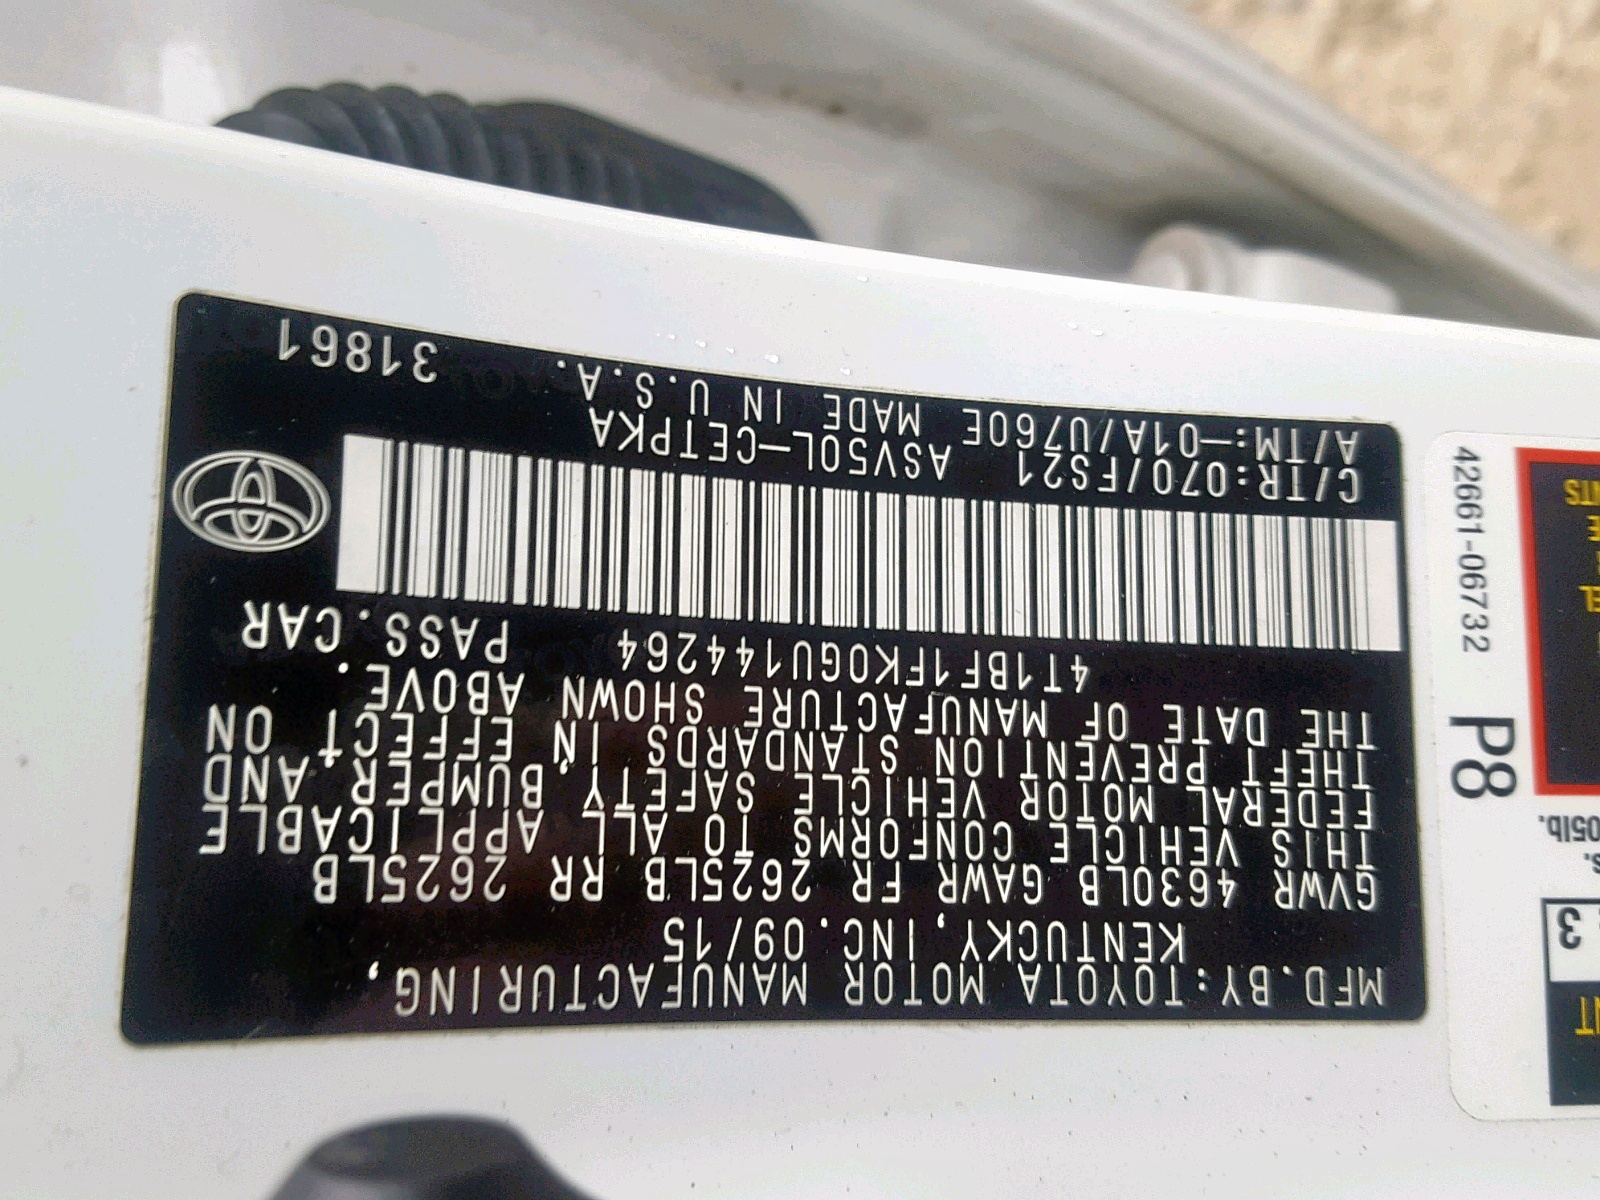 MFD.BY:TOYOTA MOTOR MANUFACTURING,
KENTUCKY,INC. 09/15
GVWR 4630LB GAWR FR 2625LB RR 2625LB
THIS VEHICLE CONFORMS TO ALL APPLICABLE
FEDERAL MOTOR VEHICLE SAFETY, BUMPER, AND
THEFT PREVENTION STANDARDS IN EFFECT ON
THE DATE OF MANUFACTURE SHOWN ABOVE.
4T1BF1FK0GU144264 PASS.CAR
C/TR:070/FS21 ASV50L-CETPKA
A/TM:-01A/U760E MADE IN U.S.A. 31861
42661-06732 P8
05lb.
3